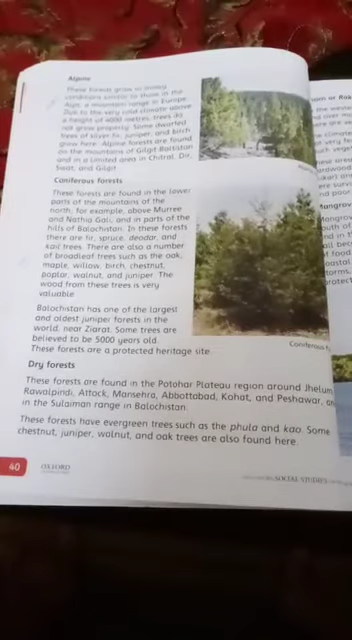 Alpine
These forests grow in snowy
conditions similar to those in the
Alps, a mountain range in Europe.
Due to the very cold climate above
a height of 4000 metres, trees do
not grow properly. Some dwarfed
trees of silver fir, juniper, and birch
grow here. Alpine forests are found
on the mountains of Gilgit Baltistan
and in a limited area in Chitral, Dir,
Swat, and Gilgit.
Coniferous forests
These forests are found in the lower
parts of the mountains of the
north, for example, above Murree
and Nathia Gali, and in parts of the
hills of Balochistan. In these forests
there are fir, spruce, deodar, and
kail trees. There are also a number
of broadleaf trees such as the oak,
maple, willow, birch, chestnut,
poplar, walnut, and juniper. The
wood from these trees is very
valuable.
Balochistan has one of the largest
and oldest juniper forests in the
world, near Ziarat. Some trees are
believed to be 5000 years old.
These forests are a protected heritage site.
Coniferous
Dry forests
These forests are found in the Potohar Plateau region around Jhelum,
Rawalpindi, Attock, Mansehra, Abbottabad, Kohat, and Peshawar, an
in the Sulaiman range in Balochistan.
These forests have evergreen trees such as the phula and kao. Some
chestnut, juniper, walnut, and oak trees are also found here.
40
OXFORD
SOCIAL STUDIES